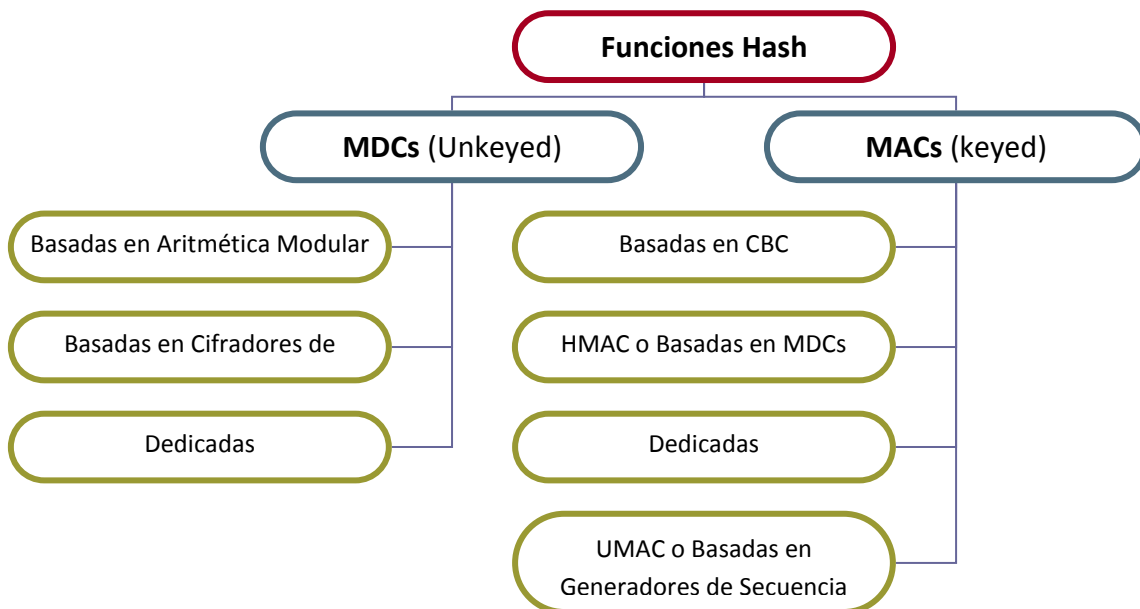 Funciones Hash
MDCs (Unkeyed)
MACs (keyed)
Basadas en Aritmética Modular
Basadas en CBC
Basadas en Cifradores de
HMAC o Basadas en MDCs
Dedicadas
Dedicadas
UMAC o Basadas en
Generadores de Secuencia